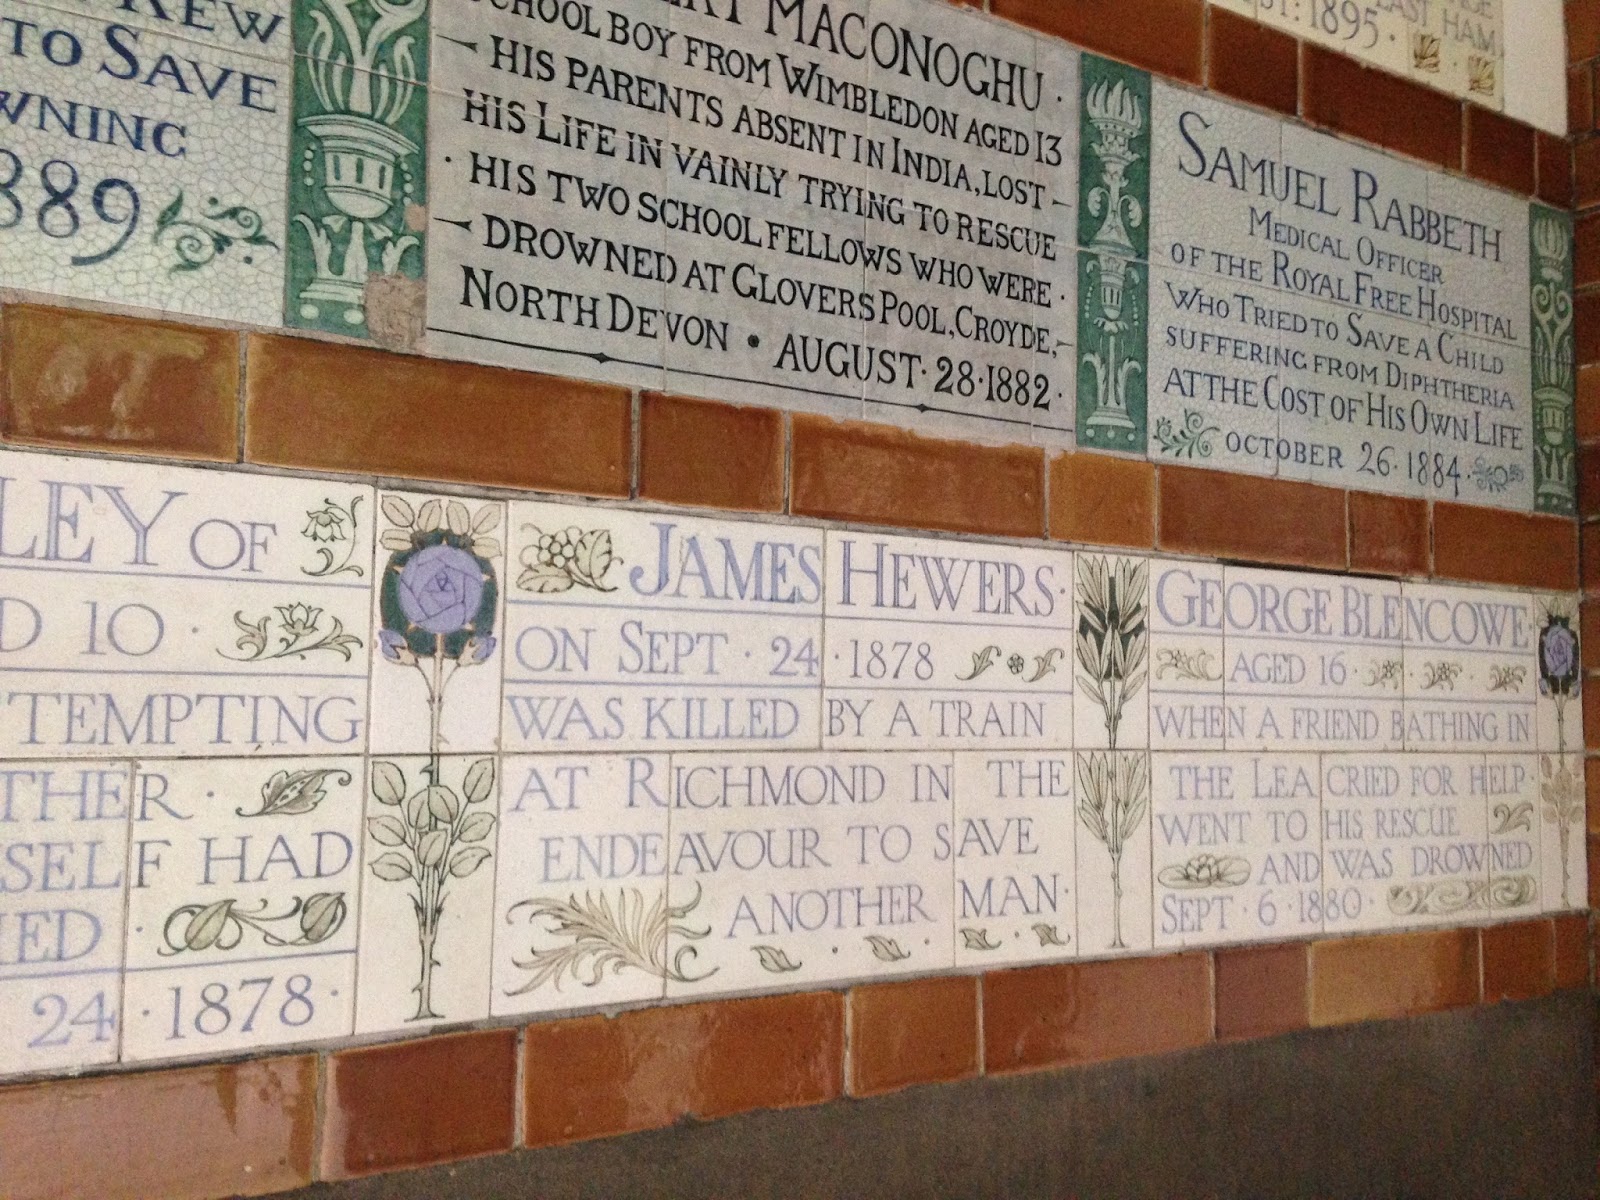 TO SAVE
1889
MACONOGHU ·
SCHOOL BOY FROM WIMBLEDON AGED 13
HIS PARENTS ABSENT IN INDIA, LOST
HIS LIFE IN VAINLY TRYING TO RESCUE
· HIS TWO SCHOOL FELLOWS WHO WERE ·
DROWNED AT GLOVERS POOL, CROYDE,
NORTH DEVON · AUGUST · 28 · 1882 ·
SAMUEL RABBETH
MEDICAL OFFICER
OF THE ROYAL FREE HOSPITAL
WHO TRIED TO SAVE A CHILD
SUFFERING FROM DIPHTHERIA
AT THE COST OF HIS OWN LIFE
OCTOBER 26 · 1884 ·
1895 ·
EAST HAM
LEY OF
D 10 ·
TEMPTING
THER ·
SELF HAD
IED ·
24 · 1878 ·
JAMES HEWERS ·
ON SEPT · 24 · 1878
WAS KILLED BY A TRAIN
AT RICHMOND IN THE
ENDEAVOUR TO SAVE
ANOTHER MAN ·
GEORGE BLENCOWE ·
AGED 16 ·
WHEN A FRIEND BATHING IN
THE LEA CRIED FOR HELP ·
WENT TO HIS RESCUE
AND WAS DROWNED
SEPT · 6 · 1880 ·